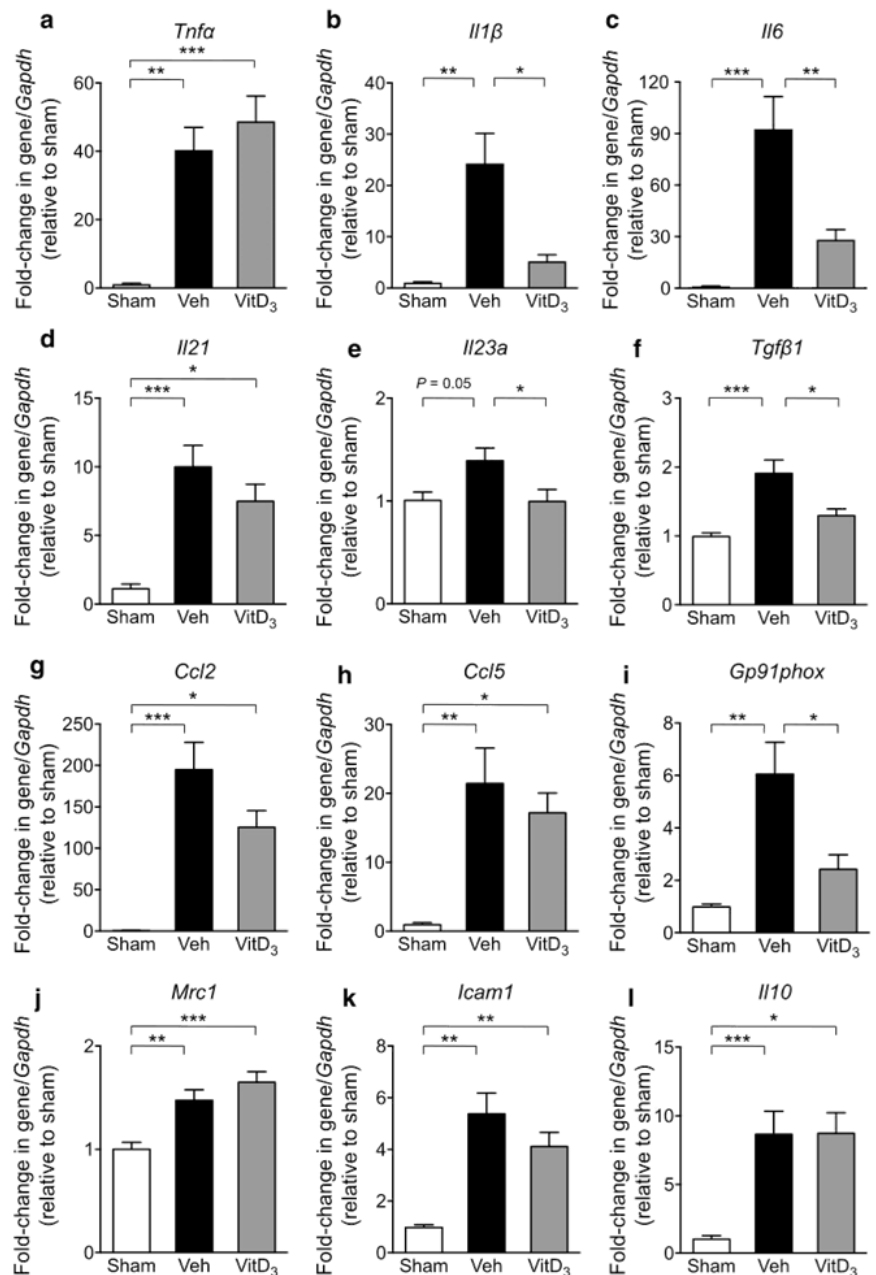 a
Tnfα
***
**
Fold-change in gene/Gapdh
(relative to sham)
60
40
20
0
Sham Veh VitD₃
b
Il1β
** *
Fold-change in gene/Gapdh
(relative to sham)
40
30
20
10
0
Sham Veh VitD₃
c
Il6
*** **
Fold-change in gene/Gapdh
(relative to sham)
120
90
60
30
0
Sham Veh VitD₃
d
Il21
*
***
Fold-change in gene/Gapdh
(relative to sham)
15
10
5
0
Sham Veh VitD₃
e
Il23a
P = 0.05 *
Fold-change in gene/Gapdh
(relative to sham)
2
1
0
Sham Veh VitD₃
f
Tgfβ1
*** *
Fold-change in gene/Gapdh
(relative to sham)
3
2
1
0
Sham Veh VitD₃
g
Ccl2
*
***
Fold-change in gene/Gapdh
(relative to sham)
250
200
150
100
50
0
Sham Veh VitD₃
h
Ccl5
*
**
Fold-change in gene/Gapdh
(relative to sham)
30
20
10
0
Sham Veh VitD₃
i
Gp91phox
** *
Fold-change in gene/Gapdh
(relative to sham)
8
6
4
2
0
Sham Veh VitD₃
j
Mrc1
***
**
Fold-change in gene/Gapdh
(relative to sham)
2
1
0
Sham Veh VitD₃
k
Icam1
**
**
Fold-change in gene/Gapdh
(relative to sham)
8
6
4
2
0
Sham Veh VitD₃
l
Il10
*
***
Fold-change in gene/Gapdh
(relative to sham)
15
10
5
0
Sham Veh VitD₃